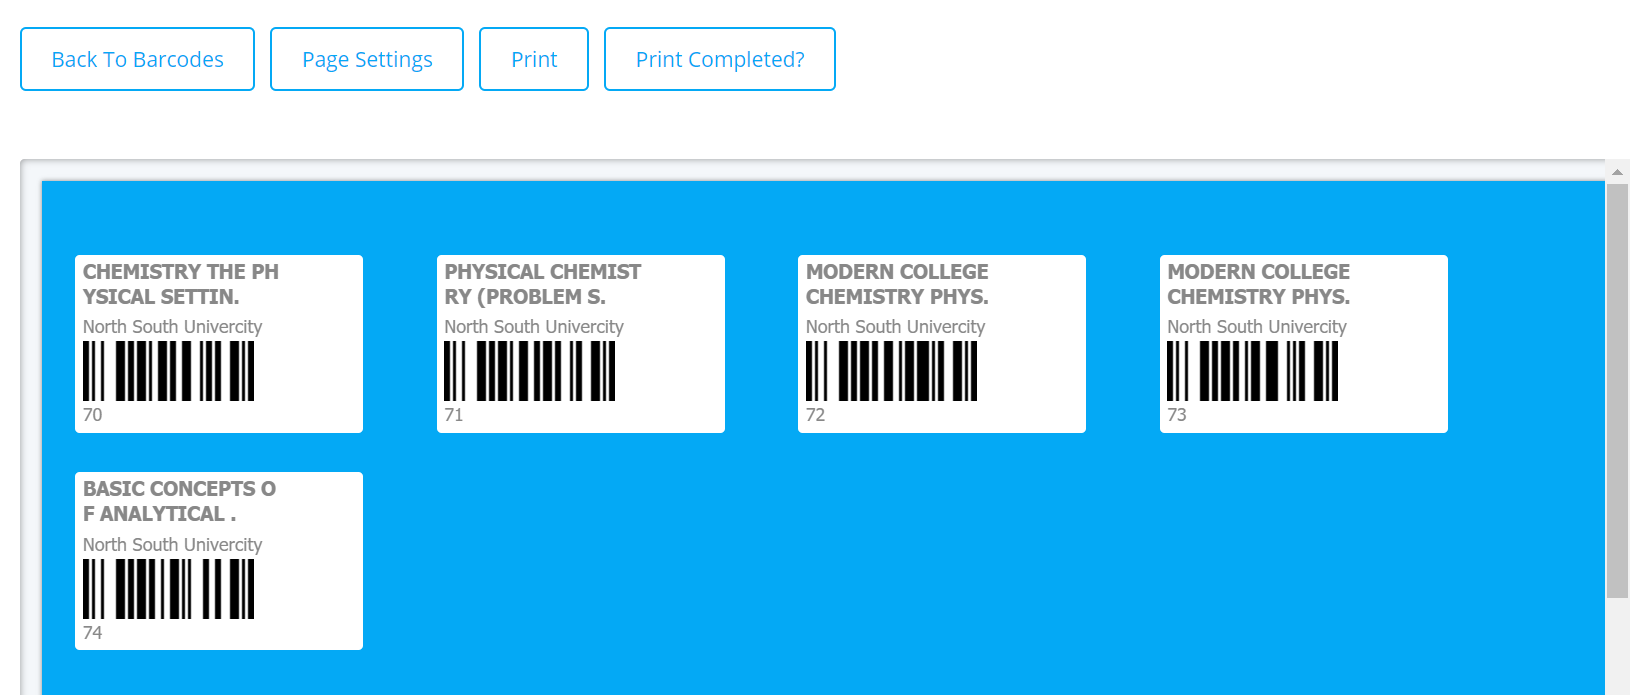 Back To Barcodes
Page Settings
Print
Print Completed?
CHEMISTRY THE PH
YSICAL SETTIN.
North South Univercity
70
PHYSICAL CHEMIST
RY (PROBLEM S.
North South Univercity
71
MODERN COLLEGE
CHEMISTRY PHYS.
North South Univercity
72
MODERN COLLEGE
CHEMISTRY PHYS.
North South Univercity
73
BASIC CONCEPTS O
F ANALYTICAL .
North South Univercity
74